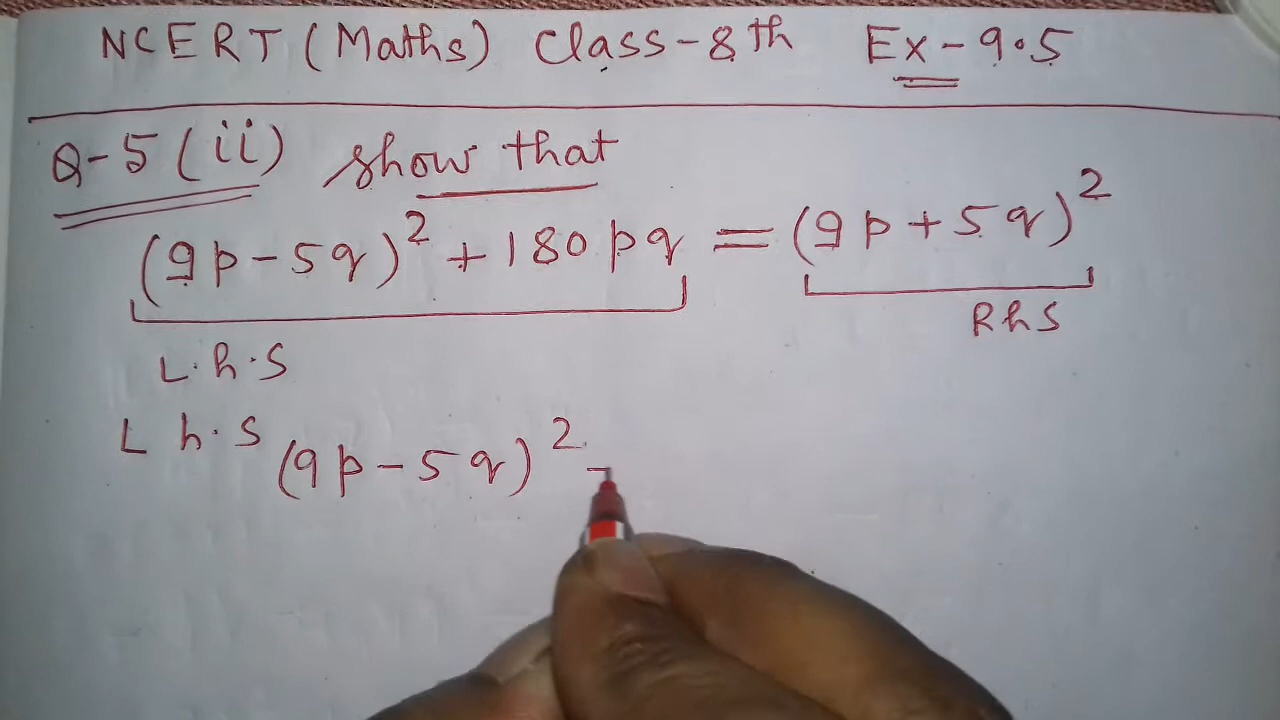 NCERT (Maths) Class-8th Ex-9.5
Q-5(ii) show that
(9p-5q)² + 180pq = (9p+5q)²
L.h.S RhS
L h.S (9p-5q)² -